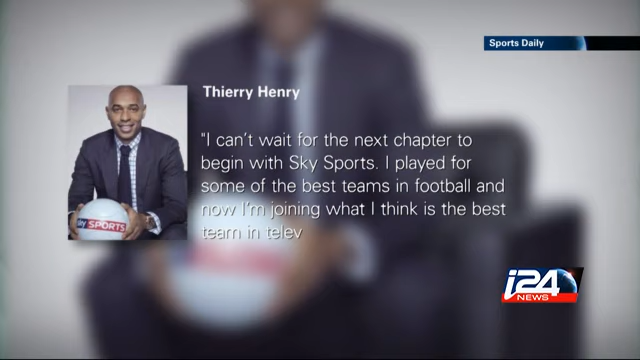 Sports Daily
Thierry Henry
"I can't wait for the next chapter to
begin with Sky Sports. I played for
some of the best teams in football and
now I'm joining what I think is the best
team in telev
sky SPORTS
i24
NEWS